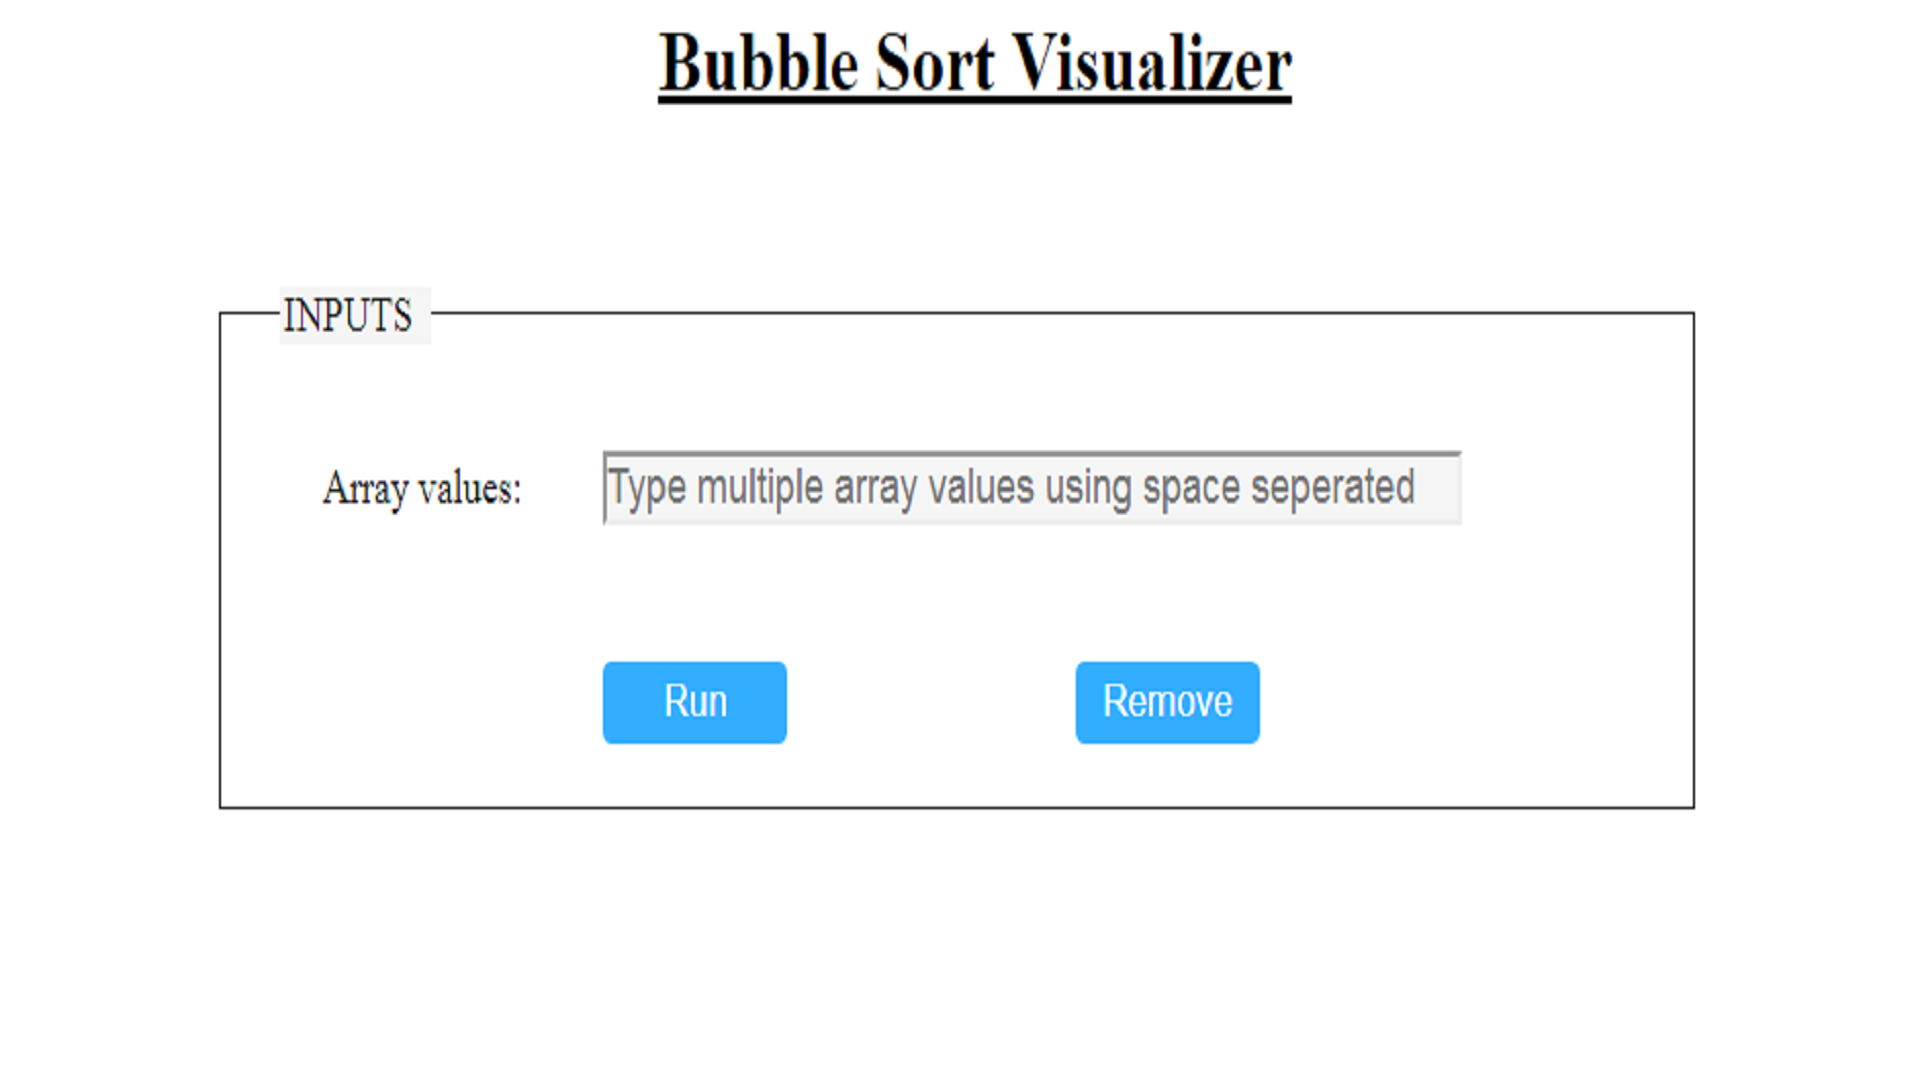 Bubble Sort Visualizer
INPUTS
Array values:
Type multiple array values using space seperated
Run
Remove